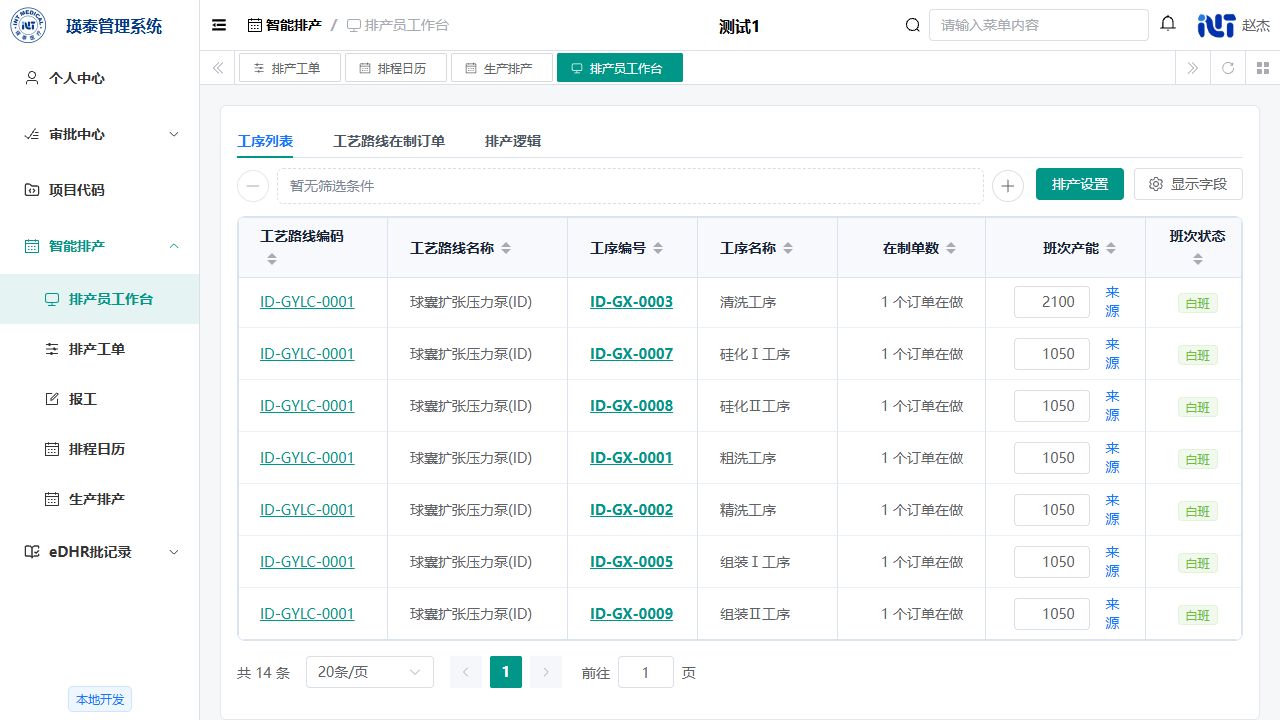 瑛泰管理系统
智能排产 / 排产员工作台
测试1
请输入菜单内容
赵杰
个人中心
审批中心
项目代码
智能排产
排产员工作台
排产工单
报工
排程日历
生产排产
eDHR批记录
本地开发
排产工单 排程日历 生产排产 排产员工作台
工序列表 工艺路线在制订单 排产逻辑
暂无筛选条件
排产设置 显示字段
工艺路线编码 工艺路线名称 工序编号 工序名称 在制单数 班次产能 班次状态
ID-GYLC-0001 球囊扩张压力泵(ID) ID-GX-0003 清洗工序 1 个订单在做 2100 来源 白班
ID-GYLC-0001 球囊扩张压力泵(ID) ID-GX-0007 硅化Ⅰ工序 1 个订单在做 1050 来源 白班
ID-GYLC-0001 球囊扩张压力泵(ID) ID-GX-0008 硅化Ⅱ工序 1 个订单在做 1050 来源 白班
ID-GYLC-0001 球囊扩张压力泵(ID) ID-GX-0001 粗洗工序 1 个订单在做 1050 来源 白班
ID-GYLC-0001 球囊扩张压力泵(ID) ID-GX-0002 精洗工序 1 个订单在做 1050 来源 白班
ID-GYLC-0001 球囊扩张压力泵(ID) ID-GX-0005 组装Ⅰ工序 1 个订单在做 1050 来源 白班
ID-GYLC-0001 球囊扩张压力泵(ID) ID-GX-0009 组装Ⅱ工序 1 个订单在做 1050 来源 白班
共 14 条 20条/页 1 前往 1 页